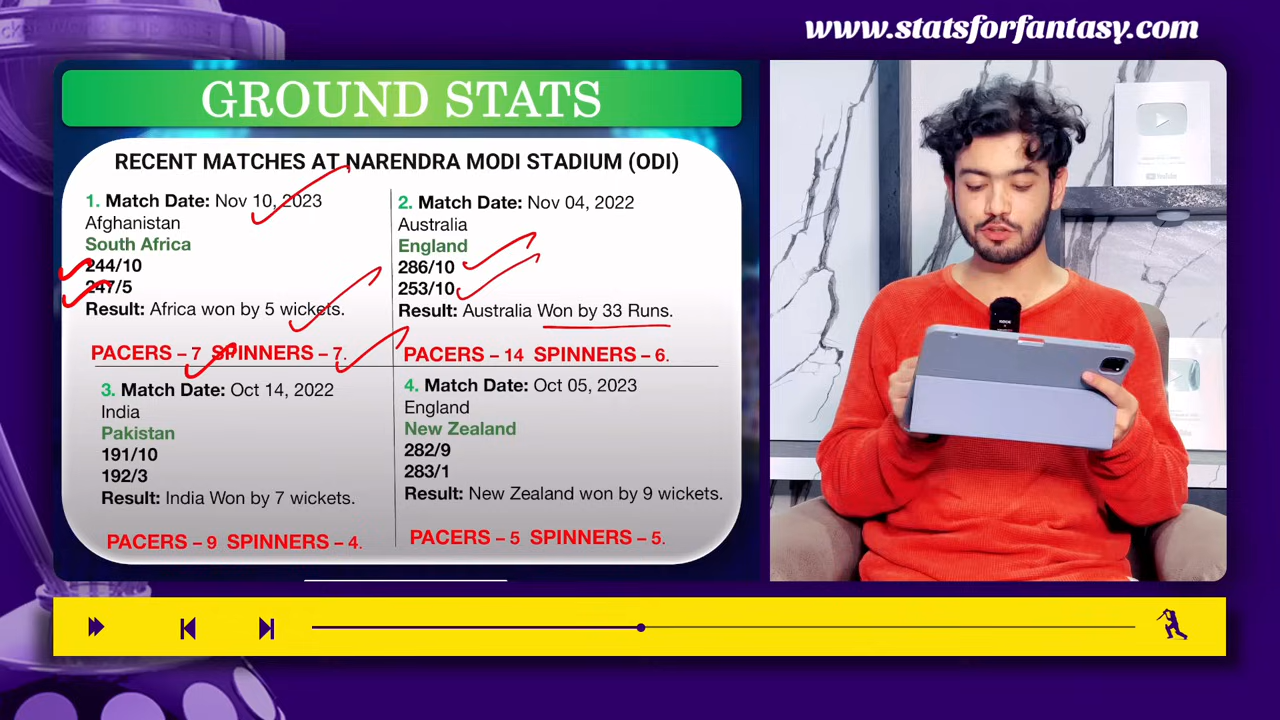 www.statsforfantasy.com
GROUND STATS
RECENT MATCHES AT NARENDRA MODI STADIUM (ODI)
1. Match Date: Nov 10, 2023
Afghanistan
South Africa
244/10
247/5
Result: Africa won by 5 wickets.
PACERS – 7 SPINNERS – 7.
2. Match Date: Nov 04, 2022
Australia
England
286/10
253/10
Result: Australia Won by 33 Runs.
PACERS – 14 SPINNERS – 6.
3. Match Date: Oct 14, 2022
India
Pakistan
191/10
192/3
Result: India Won by 7 wickets.
PACERS – 9 SPINNERS – 4.
4. Match Date: Oct 05, 2023
England
New Zealand
282/9
283/1
Result: New Zealand won by 9 wickets.
PACERS – 5 SPINNERS – 5.